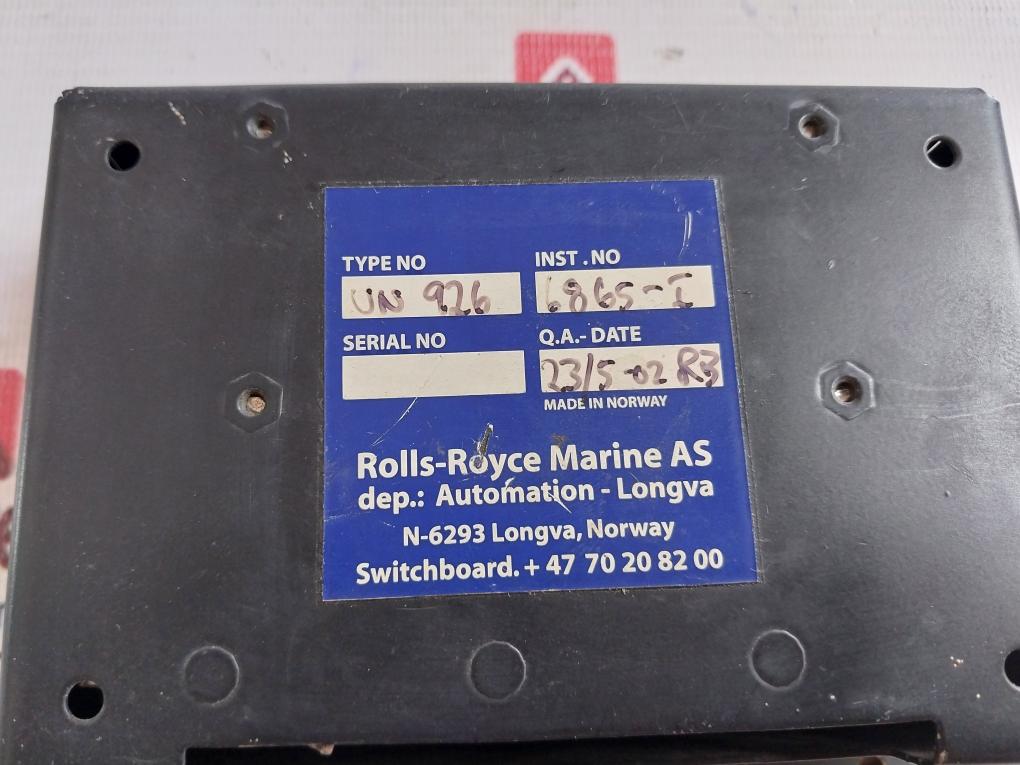 TYPE NO INST . NO
UN 926 6865-I
SERIAL NO Q.A.- DATE
23/5-02 RB
MADE IN NORWAY
Rolls-Royce Marine AS
dep.: Automation - Longva
N-6293 Longva, Norway
Switchboard. + 47 70 20 82 00